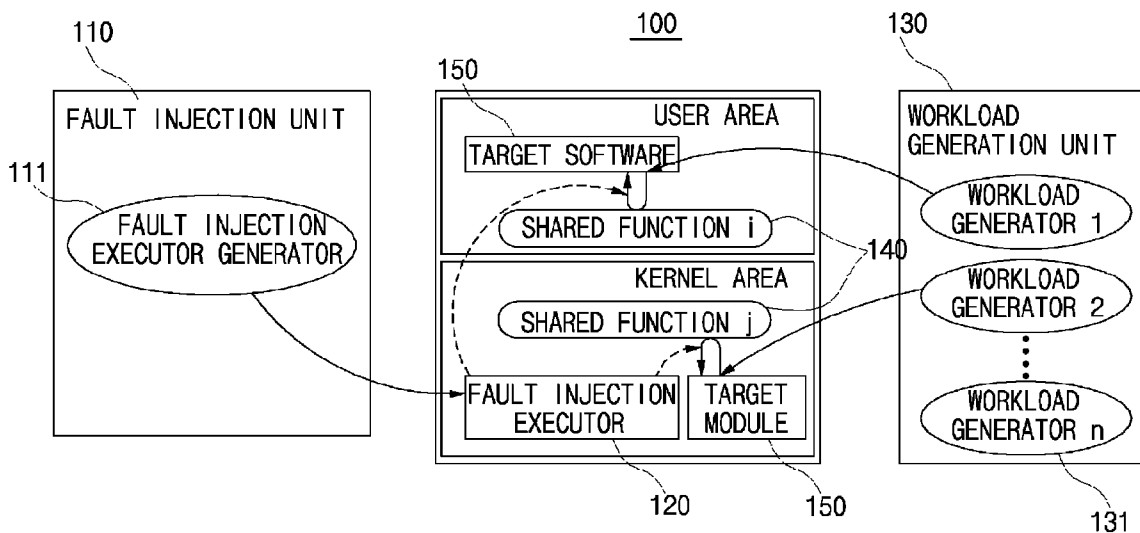 100
110
FAULT INJECTION UNIT
111
FAULT INJECTION
EXECUTOR GENERATOR
150
USER AREA
TARGET SOFTWARE
SHARED FUNCTION i
140
KERNEL AREA
SHARED FUNCTION j
FAULT INJECTION
EXECUTOR
TARGET
MODULE
120
150
130
WORKLOAD
GENERATION UNIT
WORKLOAD
GENERATOR 1
WORKLOAD
GENERATOR 2
WORKLOAD
GENERATOR n
131